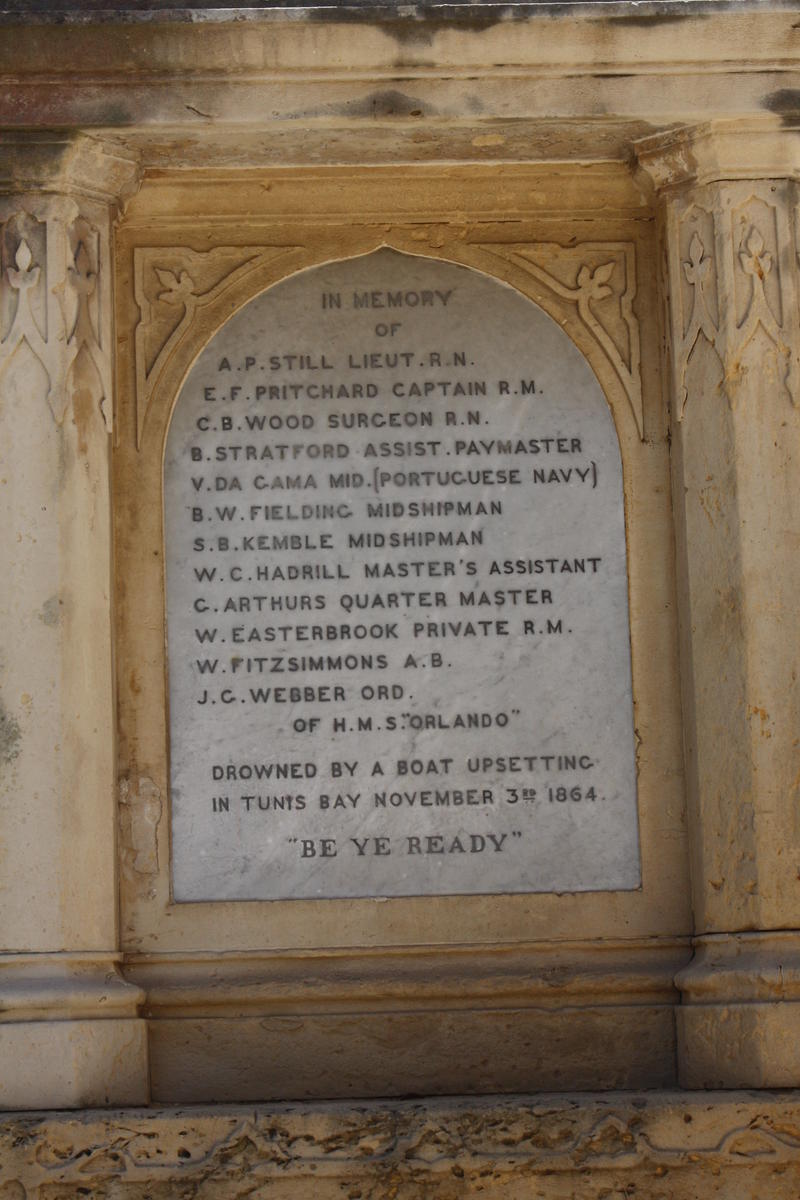 IN MEMORY
OF
A.P.STILL LIEUT.R.N.
E.F.PRITCHARD CAPTAIN R.M.
C.B.WOOD SURGEON R.N.
B.STRATFORD ASSIST.PAYMASTER
V.DA GAMA MID.(PORTUGUESE NAVY)
B.W.FIELDING MIDSHIPMAN
S.B.KEMBLE MIDSHIPMAN
W.C.HADRILL MASTER'S ASSISTANT
G.ARTHURS QUARTER MASTER
W.EASTERBROOK PRIVATE R.M.
W.FITZSIMMONS A.B.
J.G.WEBBER ORD.
OF H.M.S."ORLANDO"
DROWNED BY A BOAT UPSETTING
IN TUNIS BAY NOVEMBER 3RD 1864.
"BE YE READY"